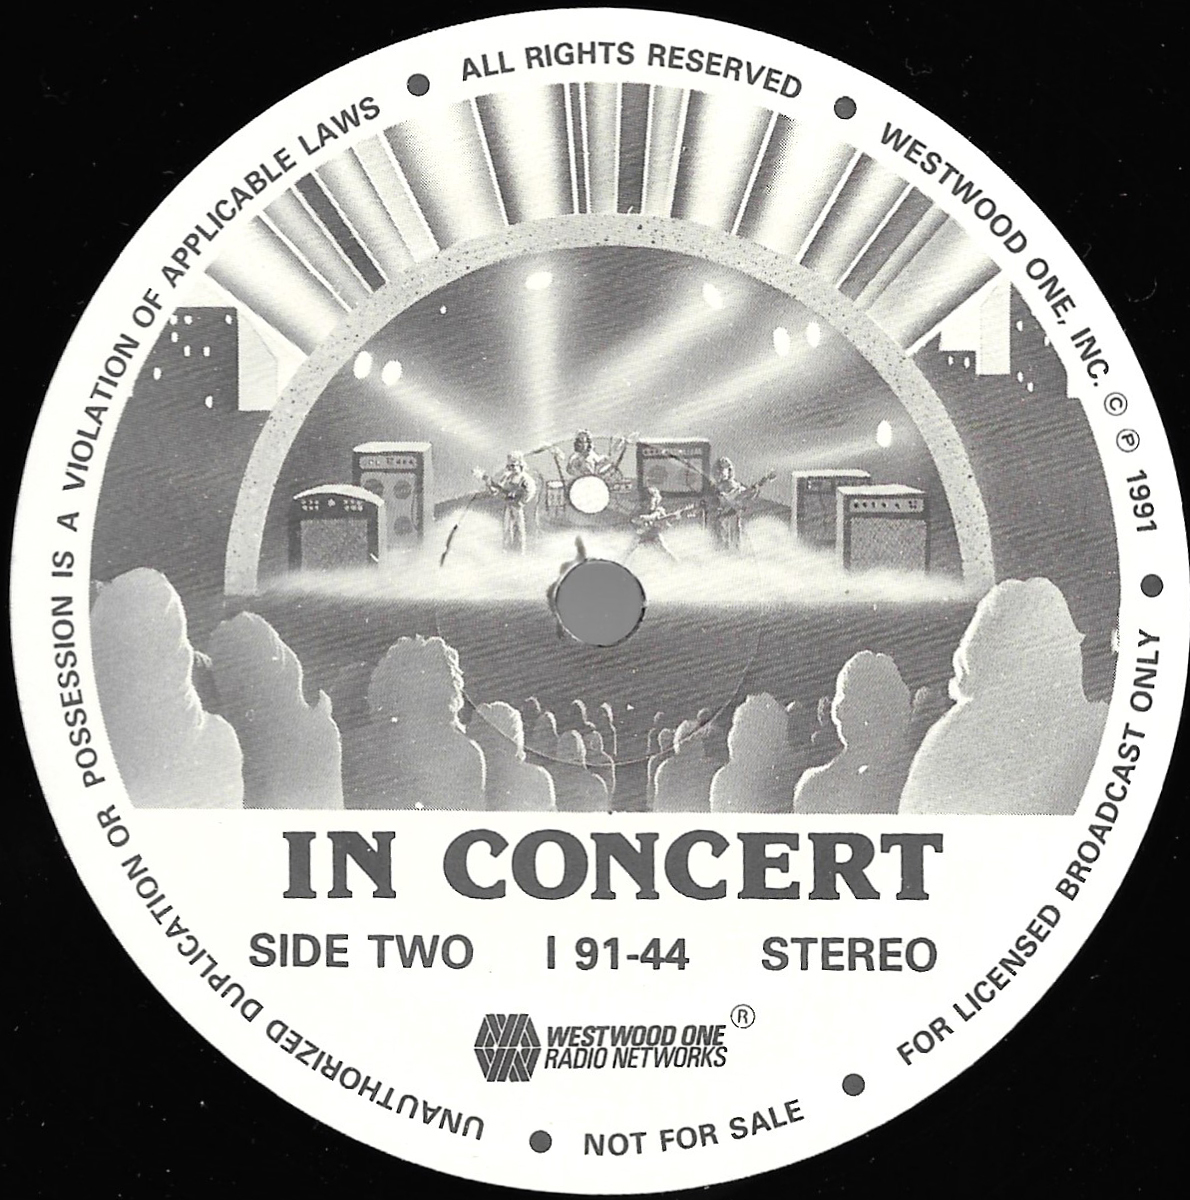 UNAUTHORIZED DUPLICATION OR POSSESSION IS A VIOLATION OF APPLICABLE LAWS • ALL RIGHTS RESERVED • WESTWOOD ONE, INC. © ℗ 1991 • FOR LICENSED BROADCAST ONLY • NOT FOR SALE •
IN CONCERT
SIDE TWO I 91-44 STEREO
WESTWOOD ONE ®
RADIO NETWORKS